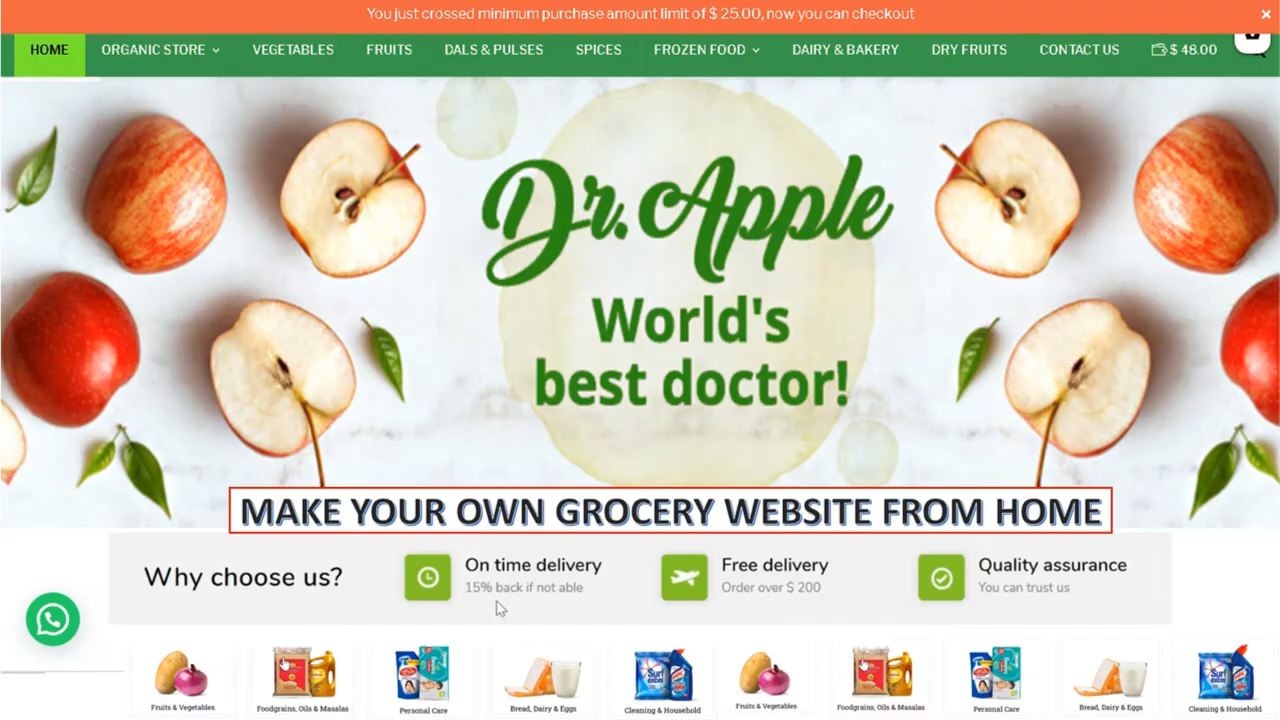 You just crossed minimum purchase amount limit of $ 25.00, now you can checkout ×
HOME ORGANIC STORE VEGETABLES FRUITS DALS & PULSES SPICES FROZEN FOOD DAIRY & BAKERY DRY FRUITS CONTACT US $ 48.00
Dr. Apple
World's
best doctor!
MAKE YOUR OWN GROCERY WEBSITE FROM HOME
Why choose us?
On time delivery
15% back if not able
Free delivery
Order over $ 200
Quality assurance
You can trust us
Surf excel
Surf excel
Fruits & Vegetables Foodgrains, Oils & Masalas Personal Care Bread, Dairy & Eggs Cleaning & Household Fruits & Vegetables Foodgrains, Oils & Masalas Personal Care Bread, Dairy & Eggs Cleaning & Household